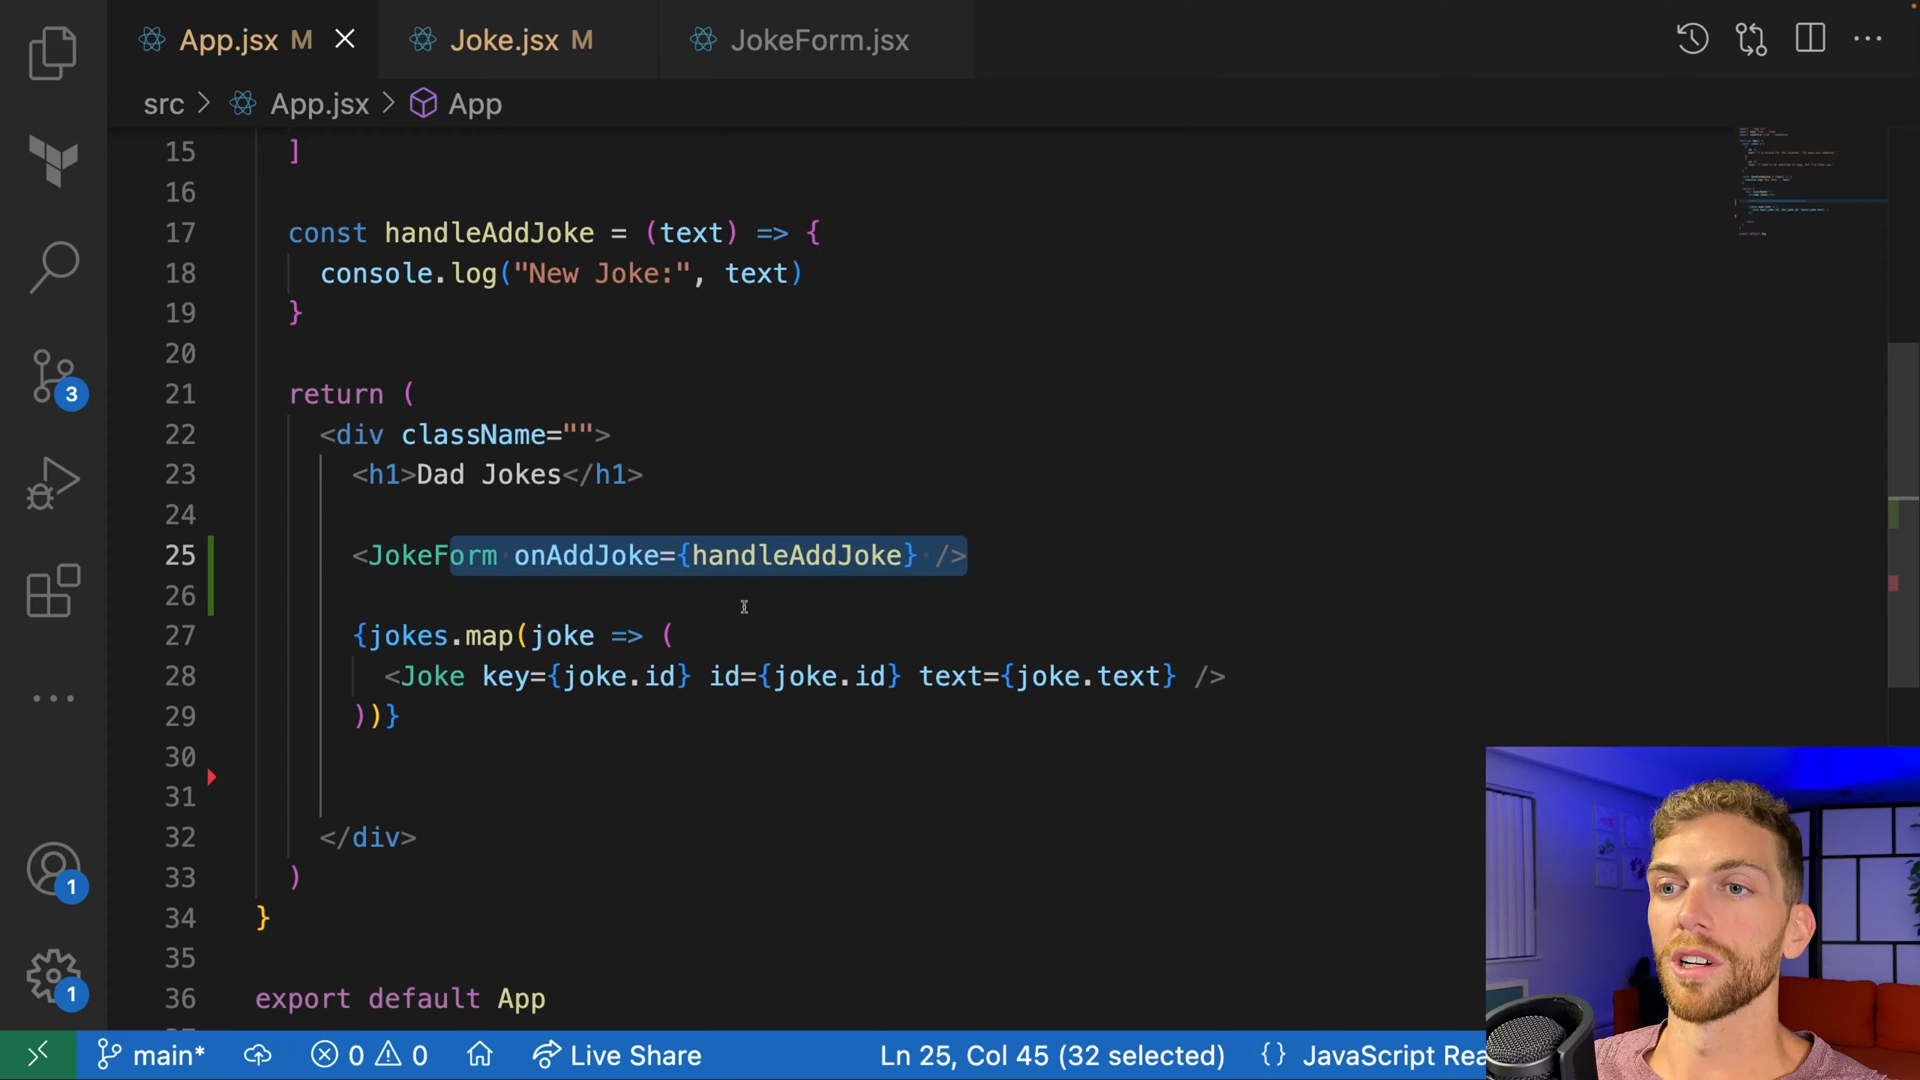 App.jsx M
Joke.jsx M
JokeForm.jsx
src > App.jsx > App
15 ]
16
17 const handleAddJoke = (text) => {
18 console.log("New Joke:", text)
19 }
20
21 return (
22 <div className="">
23 <h1>Dad Jokes</h1>
24
25 <JokeForm onAddJoke={handleAddJoke} />
26
27 {jokes.map(joke => (
28 <Joke key={joke.id} id={joke.id} text={joke.text} />
29 ))}
30
31
32 </div>
33 )
34 }
35
36 export default App
3
1
1
main* 0 0 Live Share Ln 25, Col 45 (32 selected) {} JavaScript Rea